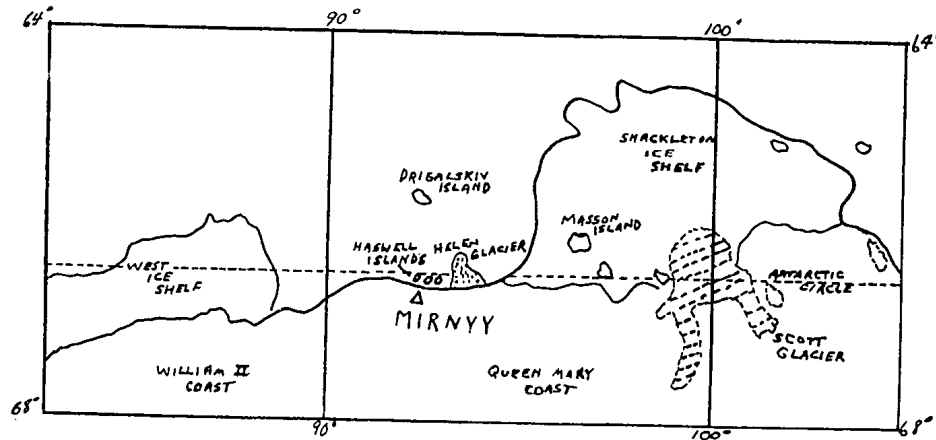 64°
90°
100°
64°
SHACKLETON
ICE
SHELF
DRIGALSKIV
ISLAND
MASSON
ISLAND
HASWELL
ISLANDS
HELEN
GLACIER
WEST
ICE
SHELF
ANTARCTIC
CIRCLE
MIRNYY
SCOTT
GLACIER
WILLIAM II
COAST
QUEEN MARY
COAST
68°
90°
100°
68°